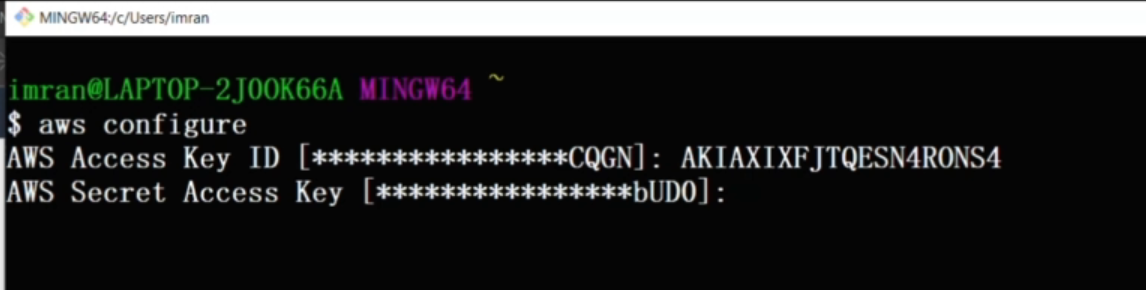 MINGW64:/c/Users/imran
imran@LAPTOP-2JOOK66A MINGW64 ~
$ aws configure
AWS Access Key ID [****************CQGN]: AKIAXIXFJTQESN4RONS4
AWS Secret Access Key [****************bUDO]: